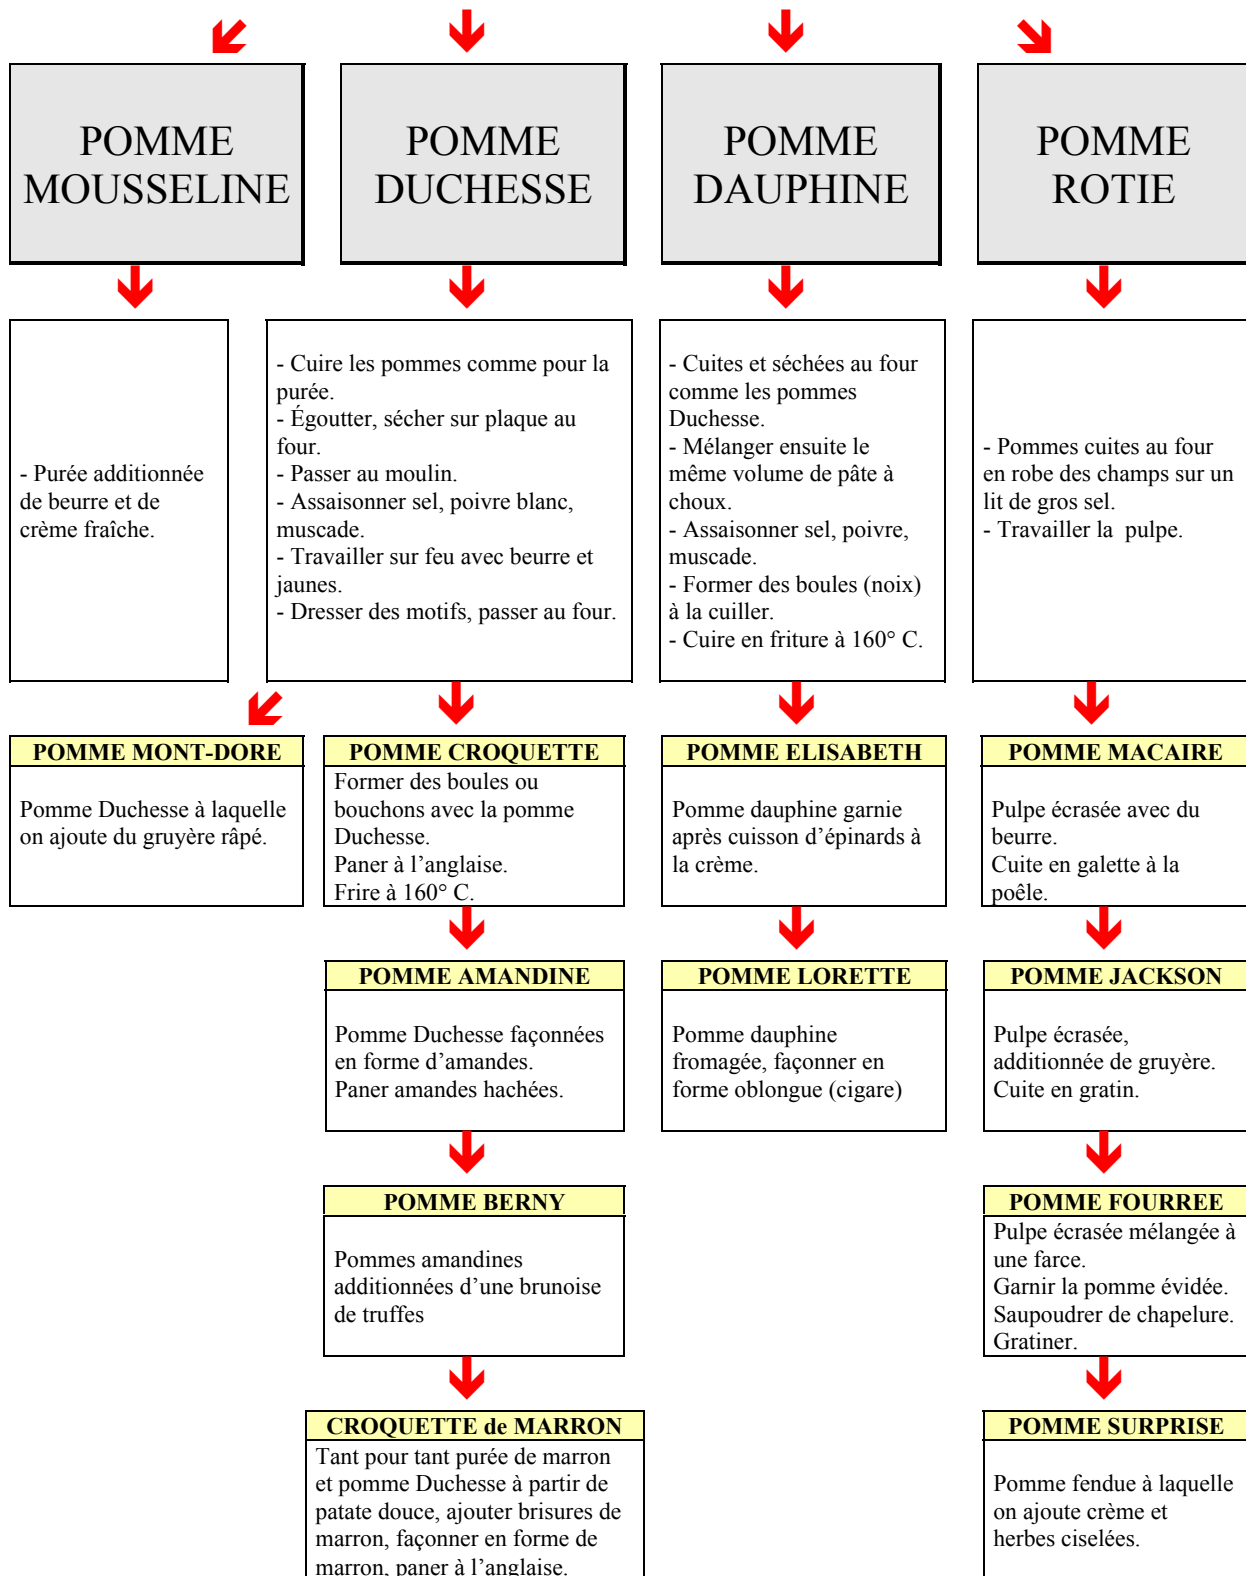 POMME
MOUSSELINE
POMME
DUCHESSE
POMME
DAUPHINE
POMME
ROTIE
- Purée additionnée
de beurre et de
crème fraîche.
- Cuire les pommes comme pour la
purée.
- Égoutter, sécher sur plaque au
four.
- Passer au moulin.
- Assaisonner sel, poivre blanc,
muscade.
- Travailler sur feu avec beurre et
jaunes.
- Dresser des motifs, passer au four.
- Cuites et séchées au four
comme les pommes
Duchesse.
- Mélanger ensuite le
même volume de pâte à
choux.
- Assaisonner sel, poivre,
muscade.
- Former des boules (noix)
à la cuiller.
- Cuire en friture à 160° C.
- Pommes cuites au four
en robe des champs sur un
lit de gros sel.
- Travailler la  pulpe.
POMME MONT-DORE
Pomme Duchesse à laquelle
on ajoute du gruyère râpé.
POMME CROQUETTE
Former des boules ou
bouchons avec la pomme
Duchesse.
Paner à l’anglaise.
Frire à 160° C.
POMME ELISABETH
Pomme dauphine garnie
après cuisson d’épinards à
la crème.
POMME MACAIRE
Pulpe écrasée avec du
beurre.
Cuite en galette à la
poêle.
POMME AMANDINE
Pomme Duchesse façonnées
en forme d’amandes.
Paner amandes hachées.
POMME LORETTE
Pomme dauphine
fromagée, façonner en
forme oblongue (cigare)
POMME JACKSON
Pulpe écrasée,
additionnée de gruyère.
Cuite en gratin.
POMME BERNY
Pommes amandines
additionnées d’une brunoise
de truffes
POMME FOURREE
Pulpe écrasée mélangée à
une farce.
Garnir la pomme évidée.
Saupoudrer de chapelure.
Gratiner.
CROQUETTE de MARRON
Tant pour tant purée de marron
et pomme Duchesse à partir de
patate douce, ajouter brisures de
marron, façonner en forme de
marron, paner à l’anglaise.
POMME SURPRISE
Pomme fendue à laquelle
on ajoute crème et
herbes ciselées.